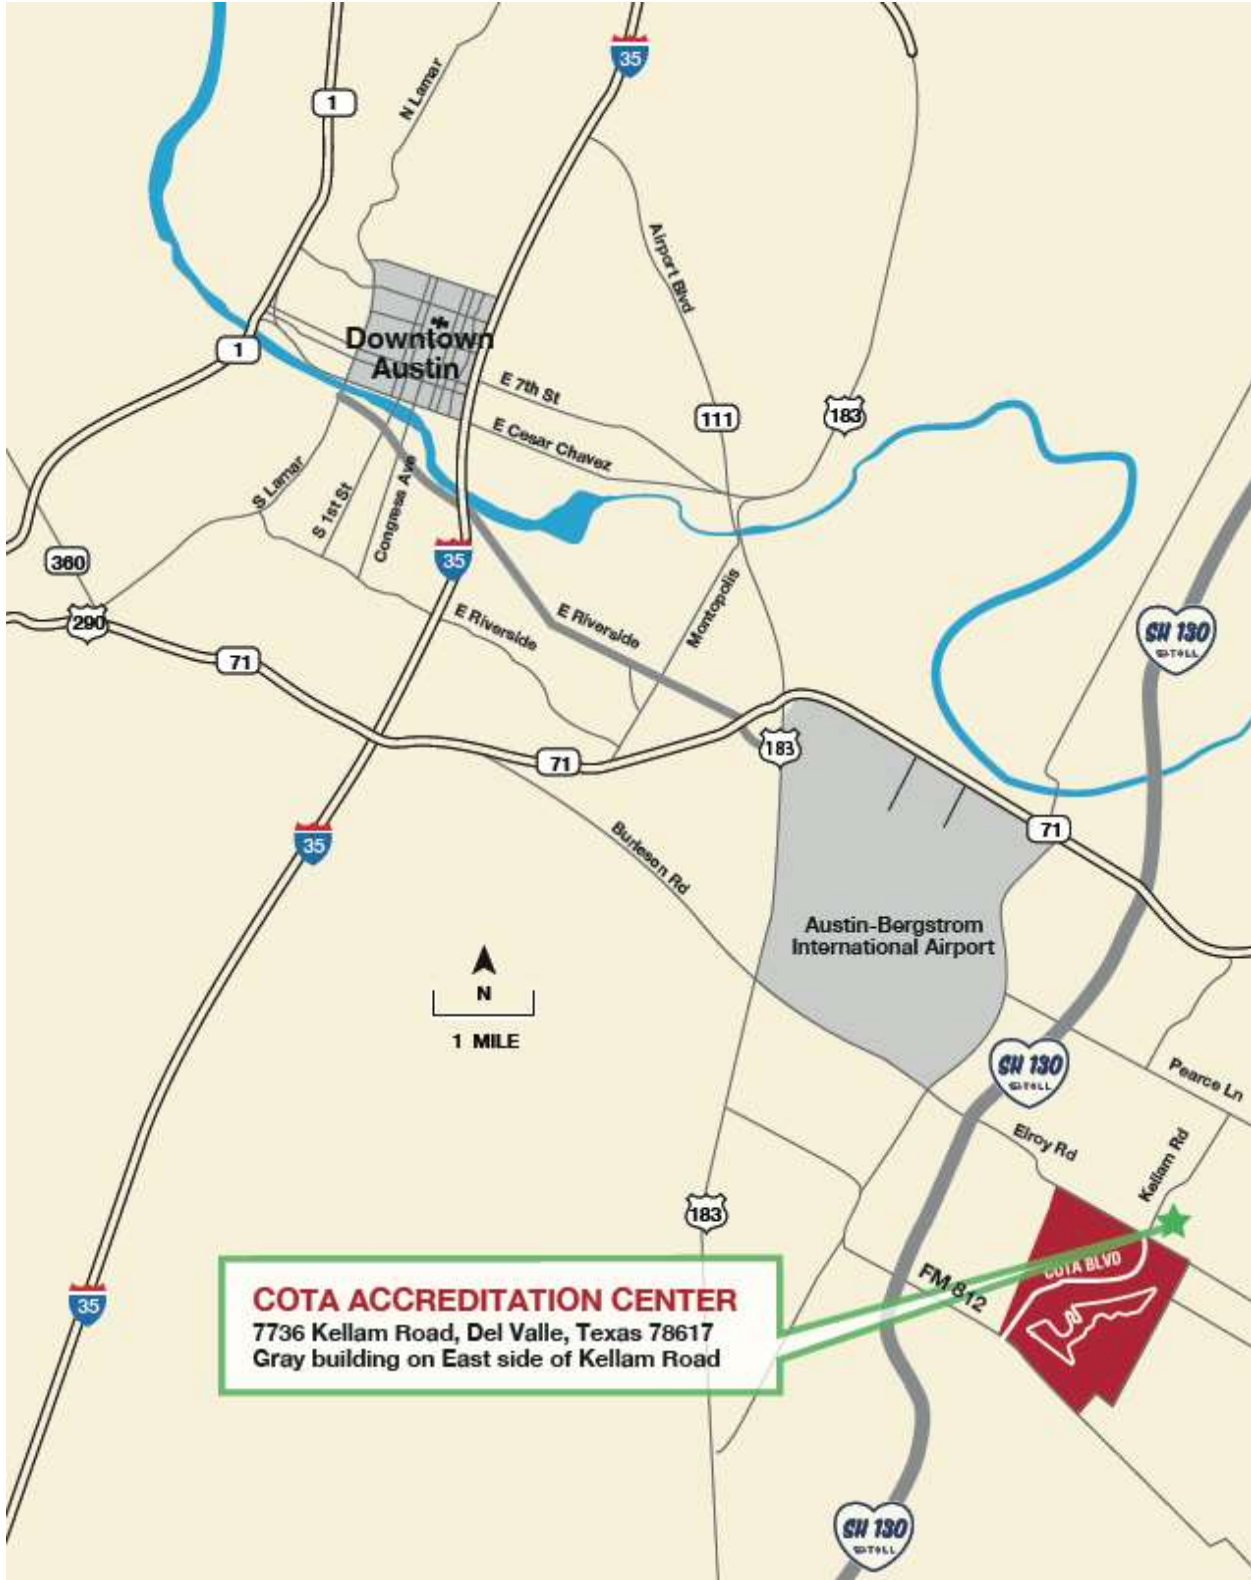 35
1
N Lamar
Airport Blvd
Downtown
Austin
1
E 7th St
111
183
E Cesar Chavez
S Lamar
S 1st St
Congress Ave
360
35
290
E Riverside
E Riverside
Montopolis
SH 130
71
183
71
35
Burleson Rd
71
Austin-Bergstrom
International Airport
N
1 MILE
SH 130
Pearce Ln
Elroy Rd
Kellam Rd
183
COTA BLVD
FM 812
35
COTA ACCREDITATION CENTER
7736 Kellam Road, Del Valle, Texas 78617
Gray building on East side of Kellam Road
SH 130